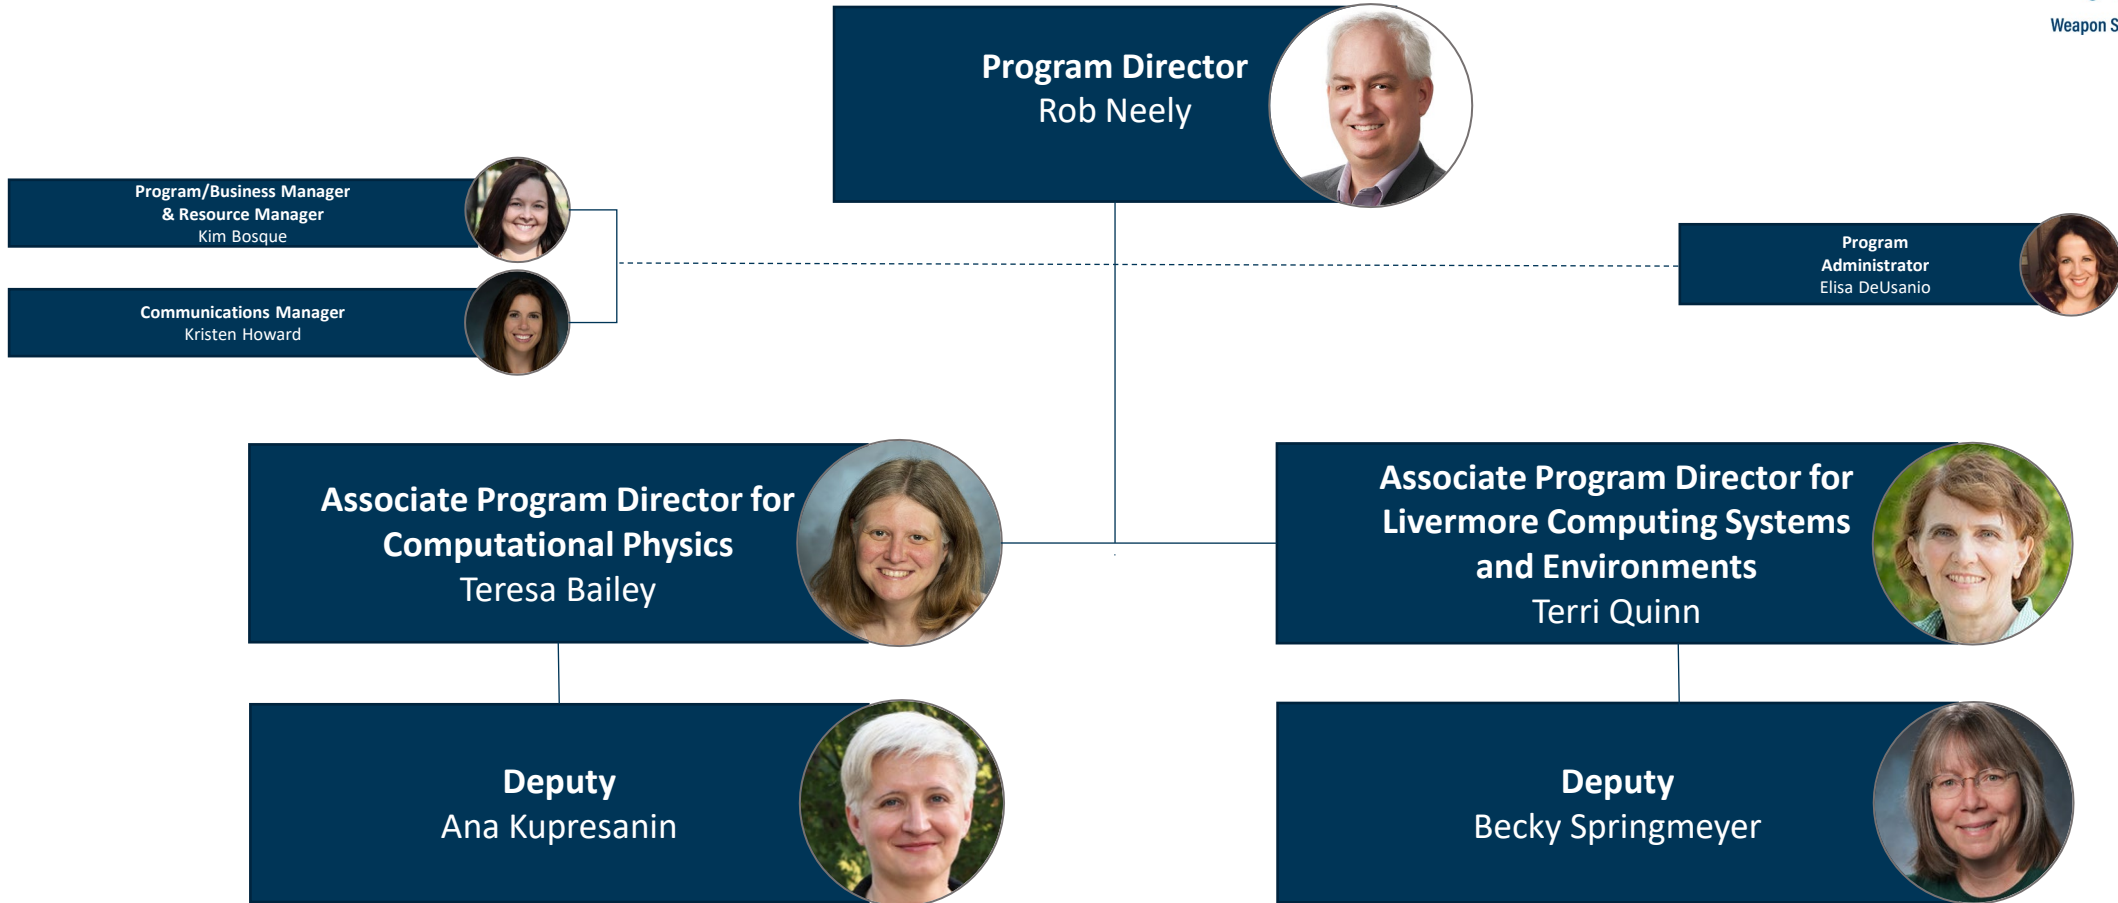 Weapon S
Program Director
Rob Neely
Program/Business Manager
& Resource Manager
Kim Bosque
Communications Manager
Kristen Howard
Program
Administrator
Elisa DeUsanio
Associate Program Director for
Computational Physics
Teresa Bailey
Associate Program Director for
Livermore Computing Systems
and Environments
Terri Quinn
Deputy
Ana Kupresanin
Deputy
Becky Springmeyer